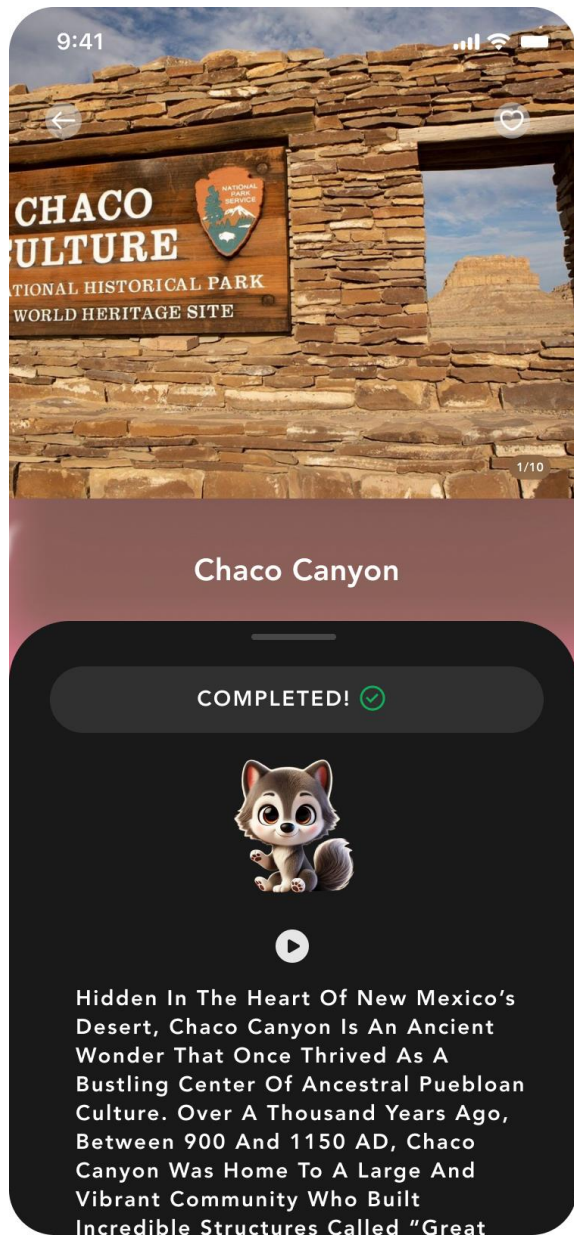 9:41
CHACO
CULTURE
NATIONAL
PARK
SERVICE
NATIONAL HISTORICAL PARK
WORLD HERITAGE SITE
1/10
Chaco Canyon
COMPLETED!
Hidden In The Heart Of New Mexico’s
Desert, Chaco Canyon Is An Ancient
Wonder That Once Thrived As A
Bustling Center Of Ancestral Puebloan
Culture. Over A Thousand Years Ago,
Between 900 And 1150 AD, Chaco
Canyon Was Home To A Large And
Vibrant Community Who Built
Incredible Structures Called “Great